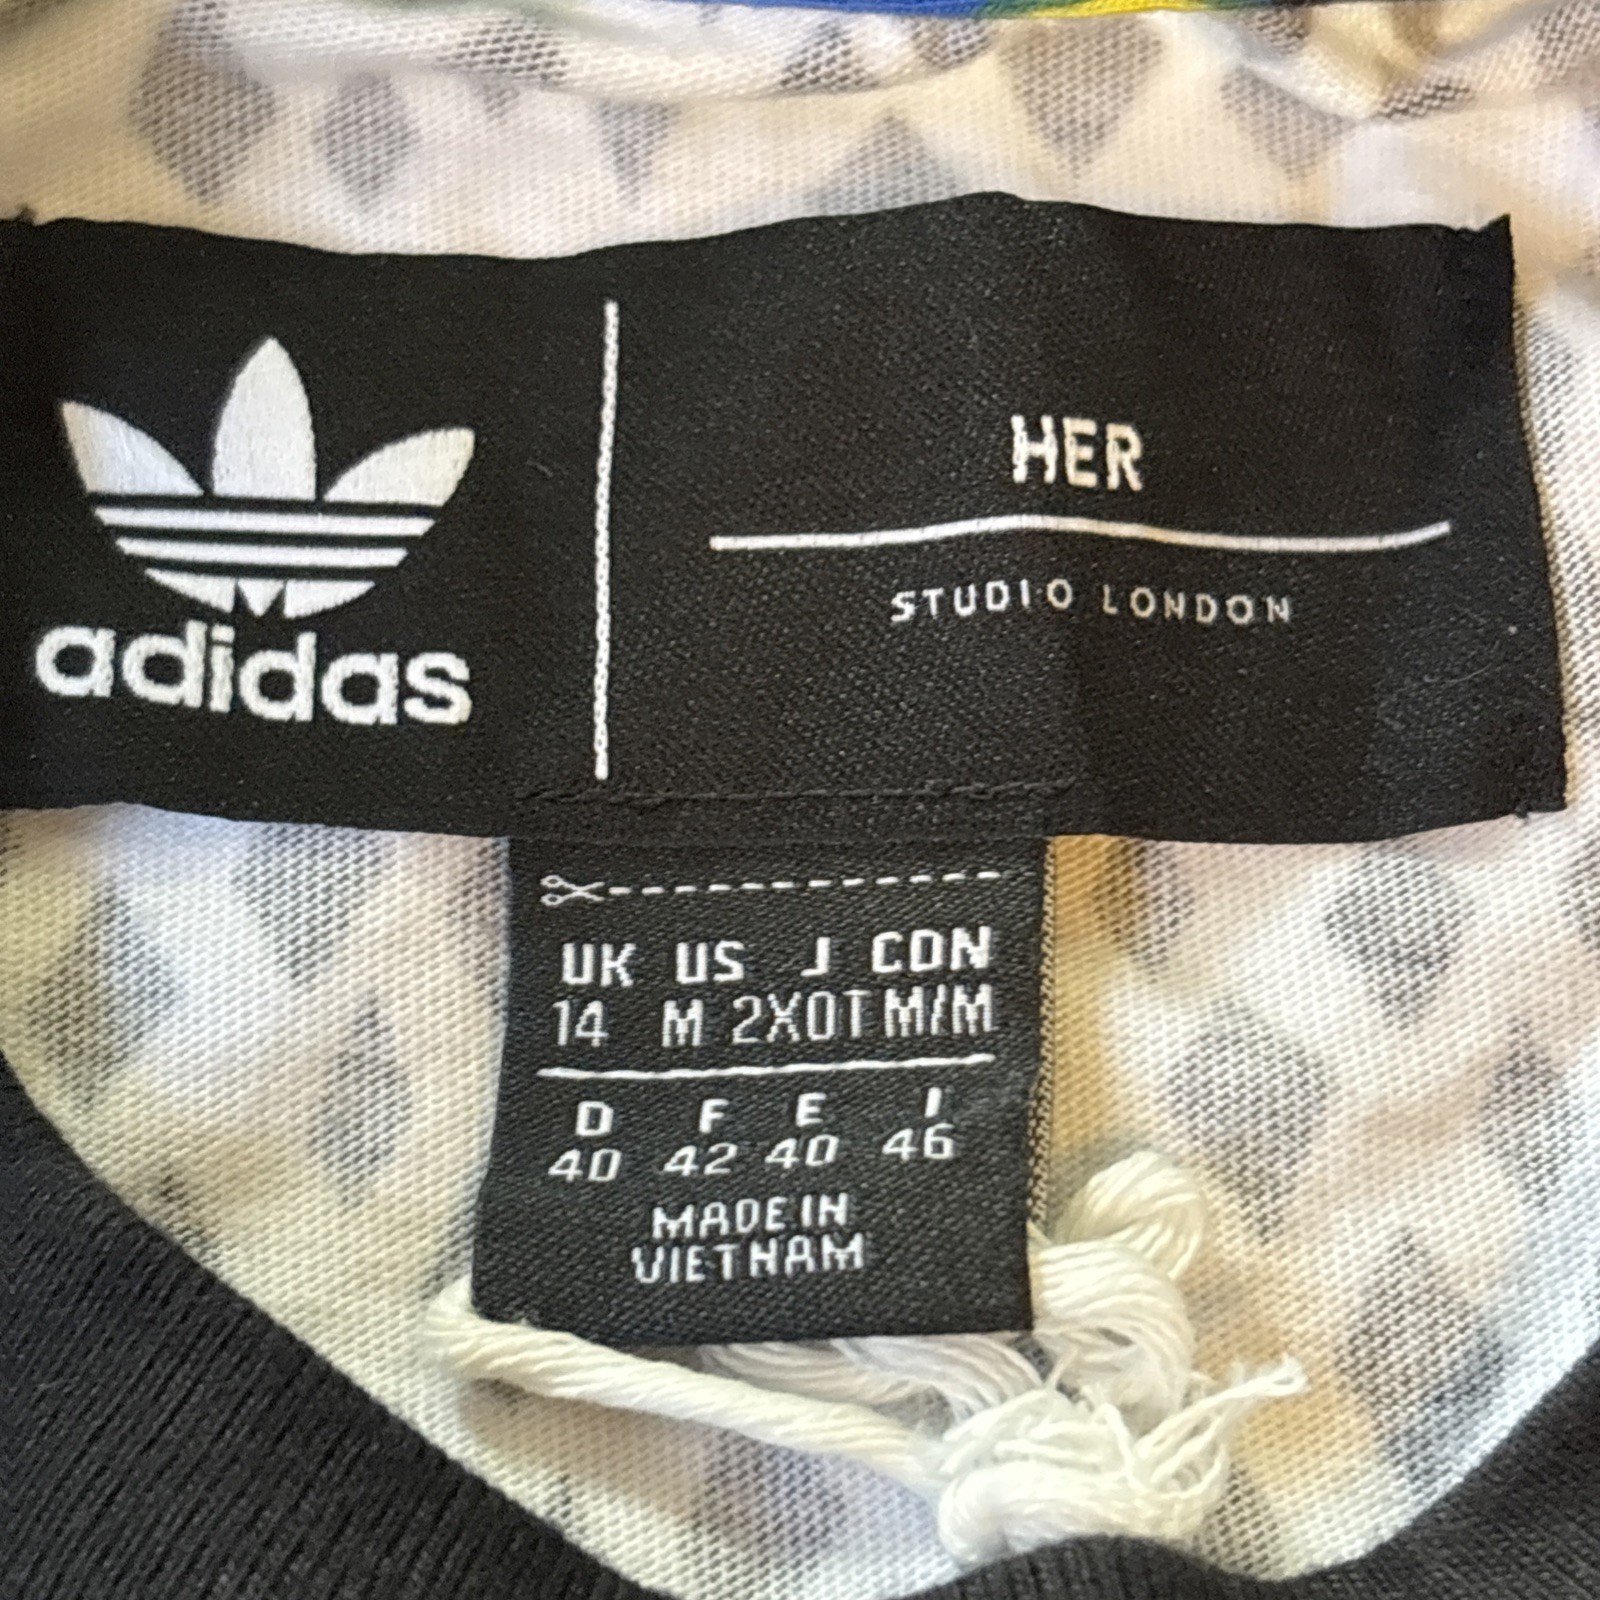 adidas
HER
STUDIO LONDON
UK US J CDN
14 M 2XOT M/M
D F E I
40 42 40 46
MADE IN
VIETNAM